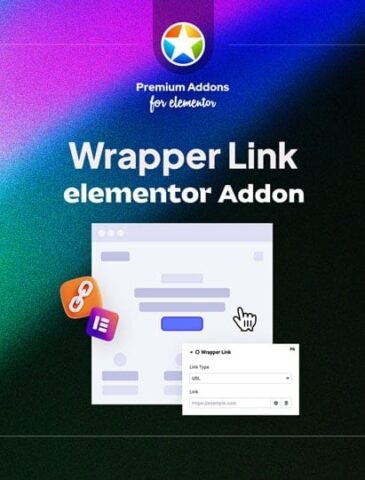 Premium Addons
for elementor
Wrapper Link
elementor Addon
Wrapper Link
Link Type
URL
Link
https://example.com